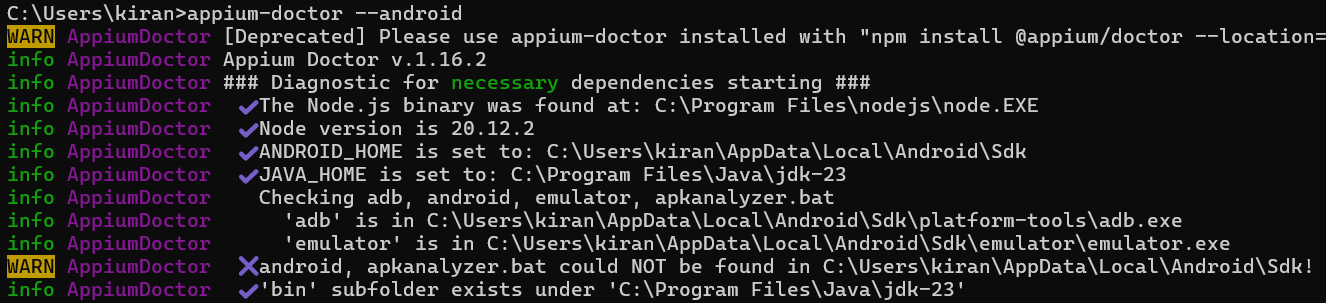 C:\Users\kiran>appium-doctor --android
WARN AppiumDoctor [Deprecated] Please use appium-doctor installed with "npm install @appium/doctor --location=
info AppiumDoctor Appium Doctor v.1.16.2
info AppiumDoctor ### Diagnostic for necessary dependencies starting ###
info AppiumDoctor ✔The Node.js binary was found at: C:\Program Files\nodejs\node.EXE
info AppiumDoctor ✔Node version is 20.12.2
info AppiumDoctor ✔ANDROID_HOME is set to: C:\Users\kiran\AppData\Local\Android\Sdk
info AppiumDoctor ✔JAVA_HOME is set to: C:\Program Files\Java\jdk-23
info AppiumDoctor Checking adb, android, emulator, apkanalyzer.bat
info AppiumDoctor 'adb' is in C:\Users\kiran\AppData\Local\Android\Sdk\platform-tools\adb.exe
info AppiumDoctor 'emulator' is in C:\Users\kiran\AppData\Local\Android\Sdk\emulator\emulator.exe
WARN AppiumDoctor ✖android, apkanalyzer.bat could NOT be found in C:\Users\kiran\AppData\Local\Android\Sdk!
info AppiumDoctor ✔'bin' subfolder exists under 'C:\Program Files\Java\jdk-23'